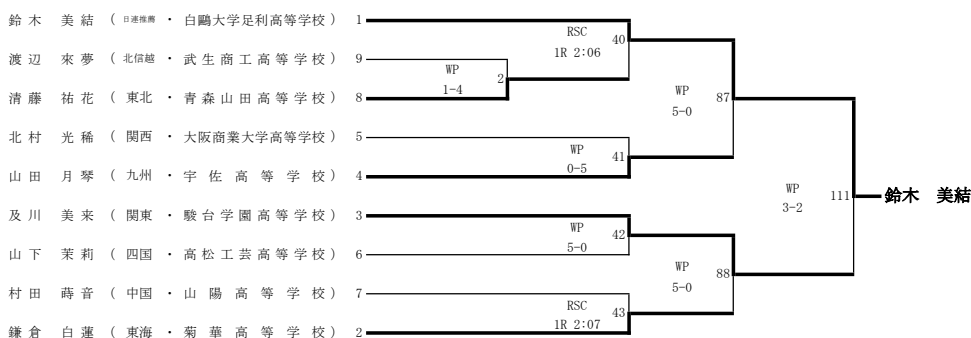 鈴木 美結 ( 日連推薦 ・ 白鷗大学足利高等学校 ) 1
RSC
40
1R 2:06
渡辺 來夢 ( 北信越 ・ 武生商工高等学校 ) 9
WP
2
1-4
清藤 祐花 ( 東北 ・ 青森山田高等学校 ) 8
WP
87
5-0
北村 光稀 ( 関西 ・ 大阪商業大学高等学校 ) 5
WP
41
0-5
山田 月琴 ( 九州 ・ 宇佐高等学校 ) 4
WP
111
鈴木 美結
3-2
及川 美来 ( 関東 ・ 駿台学園高等学校 ) 3
WP
42
5-0
山下 茉莉 ( 四国 ・ 高松工芸高等学校 ) 6
WP
88
5-0
村田 蒔音 ( 中国 ・ 山陽高等学校 ) 7
RSC
43
1R 2:07
鎌倉 白蓮 ( 東海 ・ 菊華高等学校 ) 2